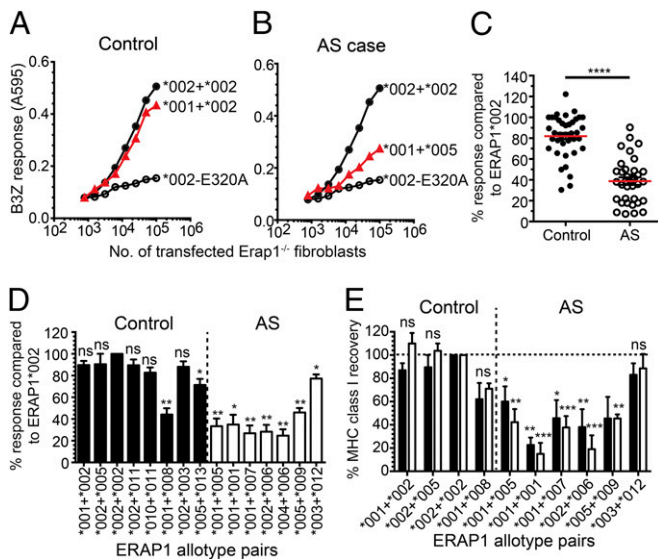 A
Control
B3Z response (A595)
0.6
0.4
0.2
0.0
*002+*002
*001+*002
*002-E320A
10² 10³ 10⁴ 10⁵ 10⁶
B
AS case
0.6
0.4
0.2
0.0
*002+*002
*001+*005
*002-E320A
10² 10³ 10⁴ 10⁵ 10⁶
No. of transfected Erap1-/- fibroblasts
C
% response compared to ERAP1*002
140
120
100
80
60
40
20
0
****
Control AS
D
Control AS
% response compared to ERAP1*002
120
100
80
60
40
20
0
ns ns ns ns ** ns * ** * ** ** ** ** *
*001+*002
*002+*005
*002+*002
*002+*011
*010+*011
*001+*008
*002+*003
*005+*013
*001+*005
*001+*001
*001+*007
*002+*006
*004+*006
*005+*009
*003+*012
ERAP1 allotype pairs
E
Control AS
% MHC class I recovery
120
100
80
60
40
20
0
ns ns ns * ** ** *** * *** ** *** ** ns
*001+*002
*002+*005
*002+*002
*001+*008
*001+*005
*001+*001
*001+*007
*002+*006
*005+*009
*003+*012
ERAP1 allotype pairs